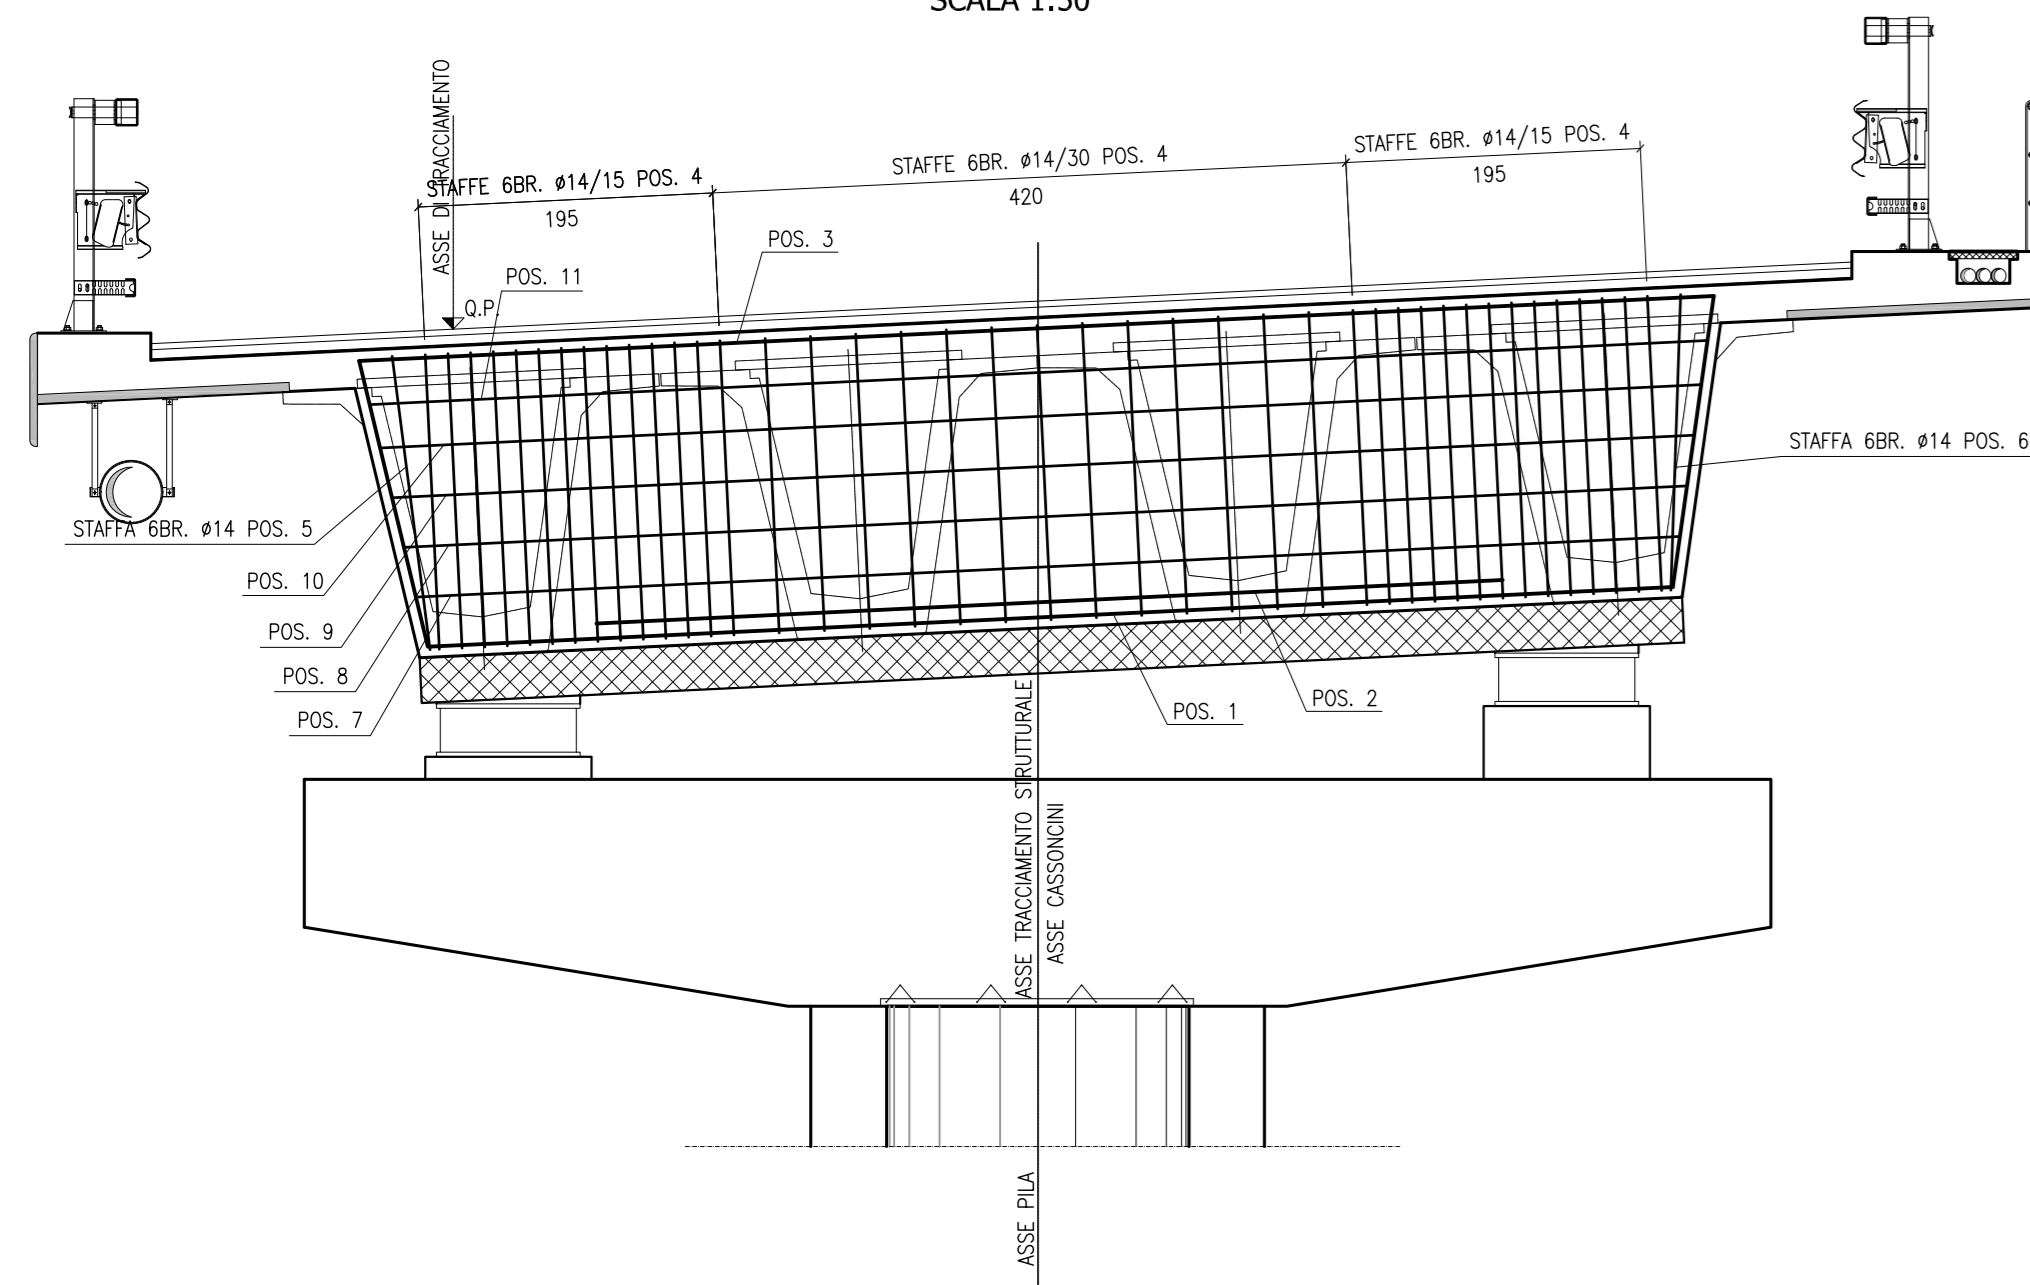 SCALA 1:50
ASSE DI TRACCIAMENTO
STAFFE 6BR. ø14/15 POS. 4
195
STAFFE 6BR. ø14/30 POS. 4
420
STAFFE 6BR. ø14/15 POS. 4
195
POS. 3
POS. 11
Q.P.
STAFFA 6BR. ø14 POS. 6
STAFFA 6BR. ø14 POS. 5
POS. 10
POS. 9
POS. 8
POS. 7
POS. 1
POS. 2
ASSE TRACCIAMENTO STRUTTURALE
ASSE CASSONCINI
ASSE PILA